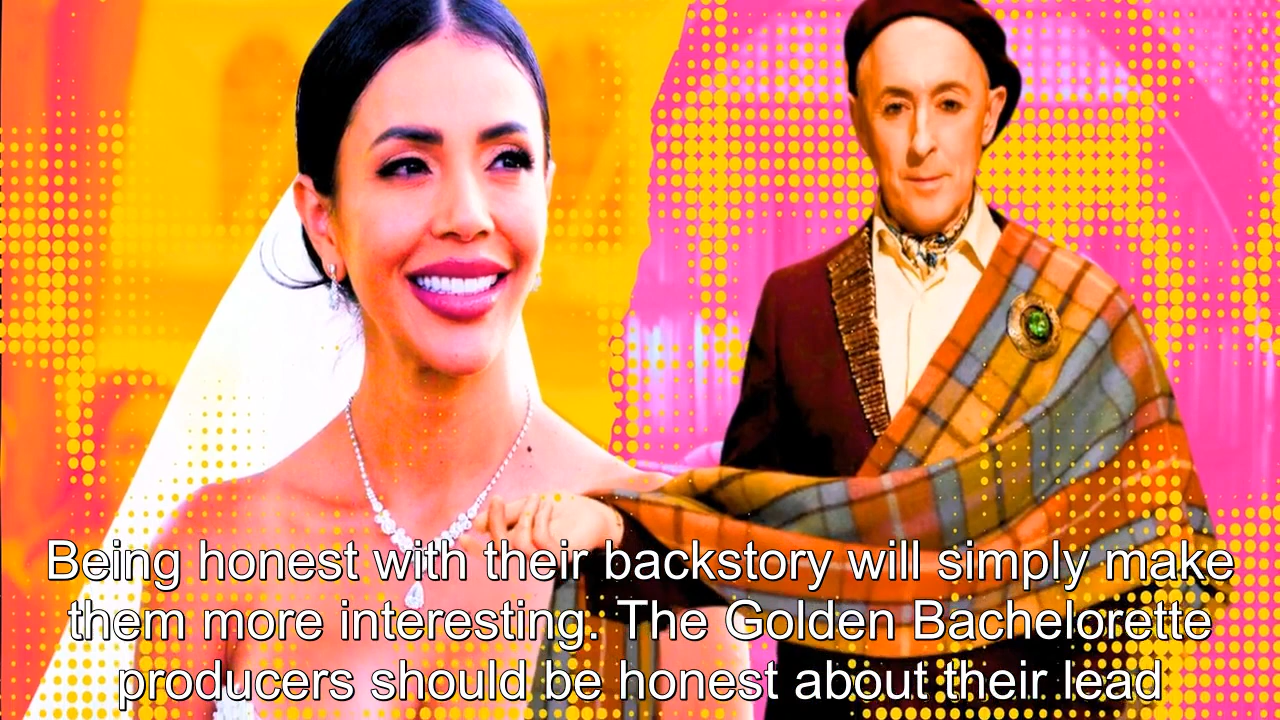 Being honest with their backstory will simply make
them more interesting. The Golden Bachelorette
producers should be honest about their lead